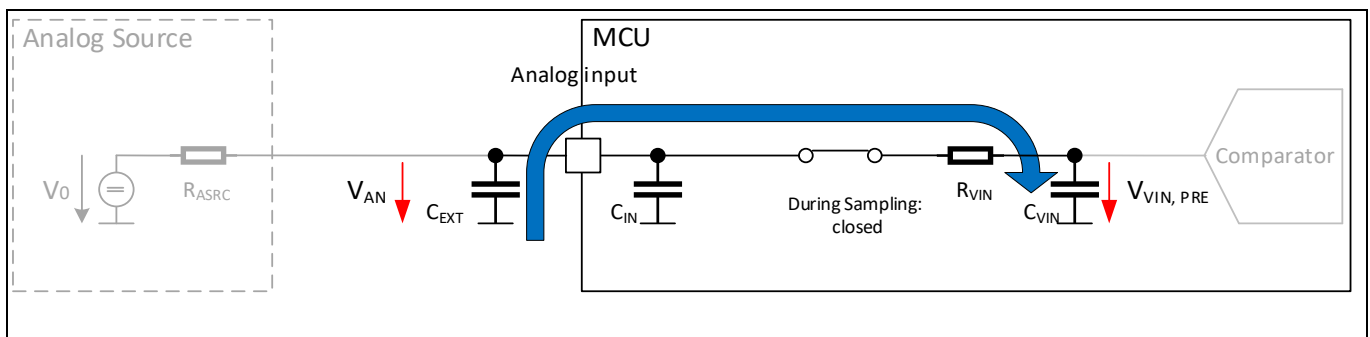 Analog Source
MCU
Analog input
V0
RASRC
VAN
CEXT
CIN
During Sampling:
closed
RVIN
CVIN
VVIN, PRE
Comparator